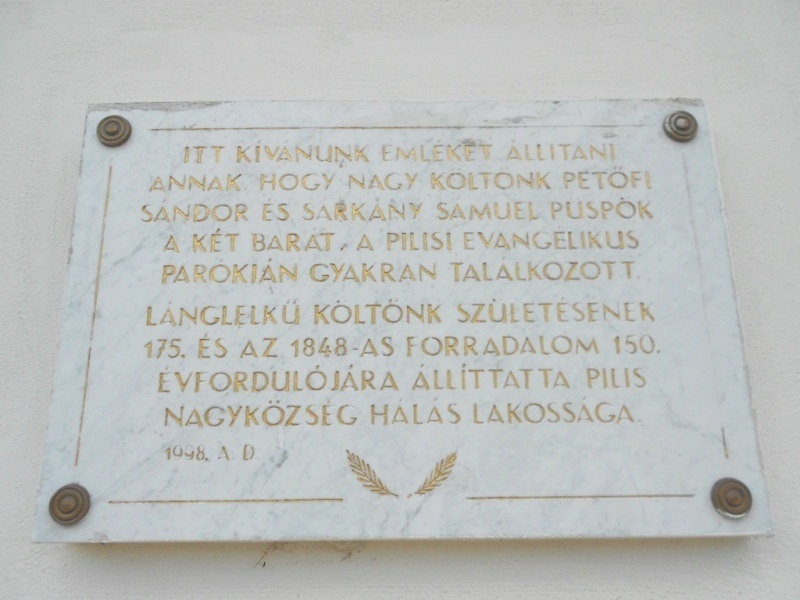 ITT KÍVÁNUNK EMLÉKET ÁLLÍTANI
ANNAK, HOGY NAGY KÖLTŐNK PETŐFI
SÁNDOR ÉS SÁRKÁNY SÁMUEL PÜSPÖK
A KÉT BARÁT, A PILISI EVANGÉLIKUS
PARÓKIÁN GYAKRAN TALÁLKOZOTT.
LÁNGLELKŰ KÖLTŐNK SZÜLETÉSÉNEK
175. ÉS AZ 1848-AS FORRADALOM 150.
ÉVFORDULÓJÁRA ÁLLÍTTATTA PILIS
NAGYKÖZSÉG HÁLÁS LAKOSSÁGA.
1998. A. D.